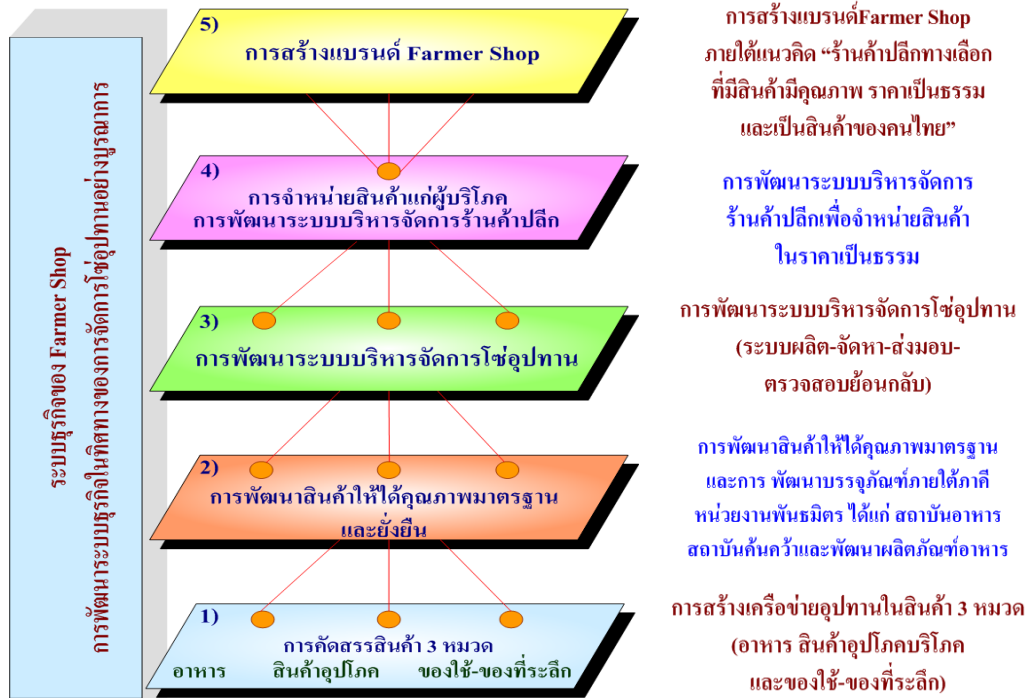 ระบบธุรกิจของ Farmer Shop
การพัฒนาระบบธุรกิจในทิศทางของการจัดการโซ่อุปทานอย่างบูรณาการ
5)
การสร้างแบรนด์ Farmer Shop
การสร้างแบรนด์Farmer Shop
ภายใต้แนวคิด “ร้านค้าปลีกทางเลือก
ที่มีสินค้ามีคุณภาพ ราคาเป็นธรรม
และเป็นสินค้าของคนไทย”
4)
การจำหน่ายสินค้าแก่ผู้บริโภค
การพัฒนาระบบบริหารจัดการร้านค้าปลีก
การพัฒนาระบบบริหารจัดการ
ร้านค้าปลีกเพื่อจำหน่ายสินค้า
ในราคาเป็นธรรม
3)
การพัฒนาระบบบริหารจัดการโซ่อุปทาน
การพัฒนาระบบบริหารจัดการโซ่อุปทาน
(ระบบผลิต-จัดหา-ส่งมอบ-
ตรวจสอบย้อนกลับ)
2)
การพัฒนาสินค้าให้ได้คุณภาพมาตรฐาน
และยั่งยืน
การพัฒนาสินค้าให้ได้คุณภาพมาตรฐาน
และการ พัฒนาบรรจุภัณฑ์ภายใต้ภาคี
หน่วยงานพันธมิตร ได้แก่ สถาบันอาหาร
สถาบันค้นคว้าและพัฒนาผลิตภัณฑ์อาหาร
1)
การคัดสรรสินค้า 3 หมวด
อาหาร สินค้าอุปโภค ของใช้-ของที่ระลึก
การสร้างเครือข่ายอุปทานในสินค้า 3 หมวด
(อาหาร สินค้าอุปโภคบริโภค
และของใช้-ของที่ระลึก)